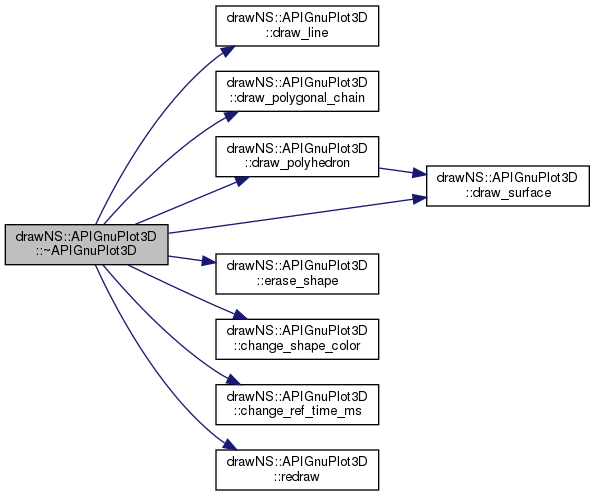 drawNS::APIGnuPlot3D
::draw_line
drawNS::APIGnuPlot3D
::draw_polygonal_chain
drawNS::APIGnuPlot3D
::draw_polyhedron
drawNS::APIGnuPlot3D
::draw_surface
drawNS::APIGnuPlot3D
::~APIGnuPlot3D
drawNS::APIGnuPlot3D
::erase_shape
drawNS::APIGnuPlot3D
::change_shape_color
drawNS::APIGnuPlot3D
::change_ref_time_ms
drawNS::APIGnuPlot3D
::redraw